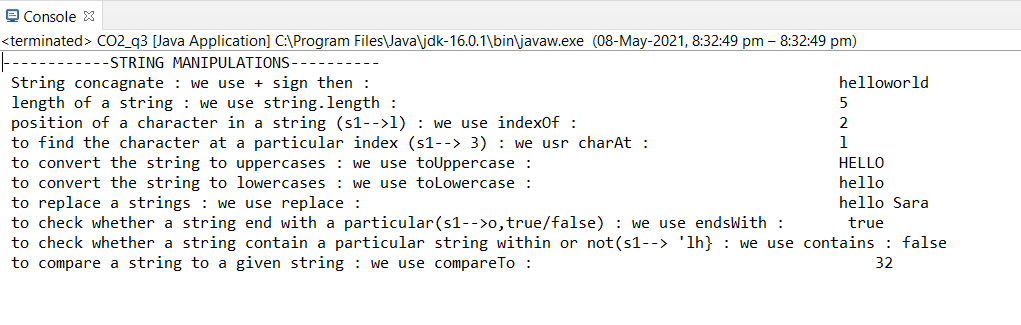 Console
<terminated> CO2_q3 [Java Application] C:\Program Files\Java\jdk-16.0.1\bin\javaw.exe (08-May-2021, 8:32:49 pm – 8:32:49 pm)
------------STRING MANIPULATIONS----------
String concagnate : we use + sign then : helloworld
length of a string : we use string.length : 5
position of a character in a string (s1-->l) : we use indexOf : 2
to find the character at a particular index (s1--> 3) : we usr charAt : l
to convert the string to uppercases : we use toUppercase : HELLO
to convert the string to lowercases : we use toLowercase : hello
to replace a strings : we use replace : hello Sara
to check whether a string end with a particular(s1-->o,true/false) : we use endsWith : true
to check whether a string contain a particular string within or not(s1--> 'lh} : we use contains : false
to compare a string to a given string : we use compareTo : 32